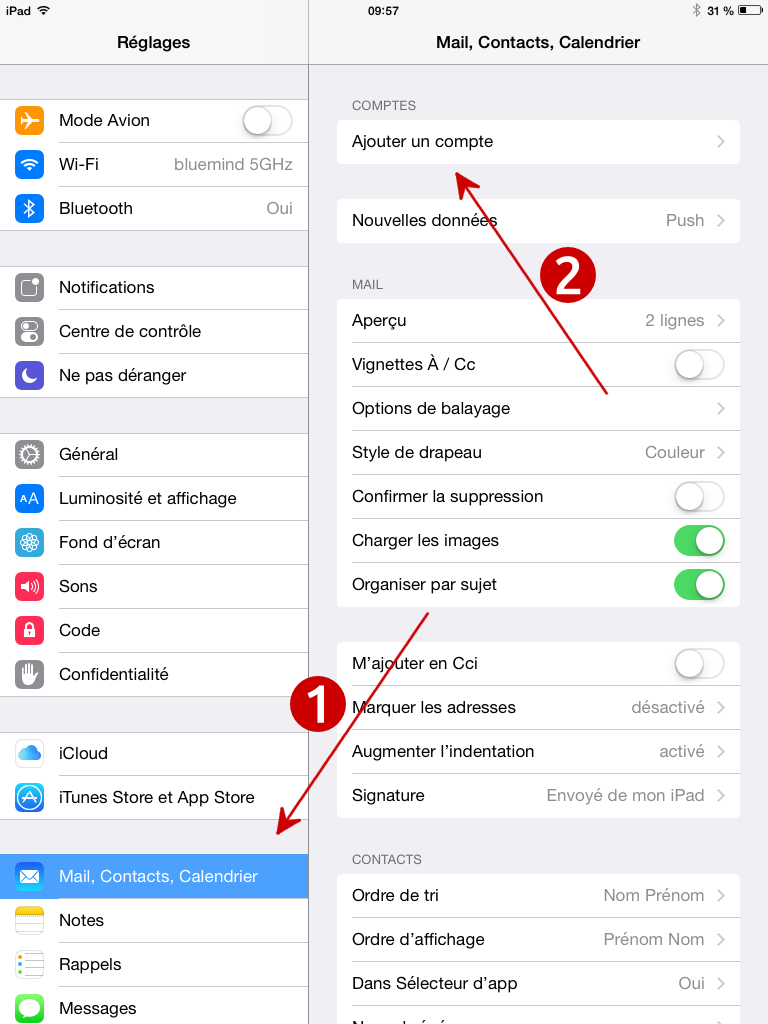 iPad 09:57 31 %
Réglages
Mode Avion
Wi-Fi bluemind 5GHz
Bluetooth Oui
Notifications
Centre de contrôle
Ne pas déranger
Général
AA Luminosité et affichage
Fond d’écran
Sons
Code
Confidentialité
iCloud
iTunes Store et App Store
Mail, Contacts, Calendrier
Notes
Rappels
Messages
Mail, Contacts, Calendrier
COMPTES
Ajouter un compte
Nouvelles données Push
2
MAIL
Aperçu 2 lignes
Vignettes À / Cc
Options de balayage
Style de drapeau Couleur
Confirmer la suppression
Charger les images
Organiser par sujet
M’ajouter en Cci
1
Marquer les adresses désactivé
Augmenter l’indentation activé
Signature Envoyé de mon iPad
CONTACTS
Ordre de tri Nom Prénom
Ordre d’affichage Prénom Nom
Dans Sélecteur d’app Oui